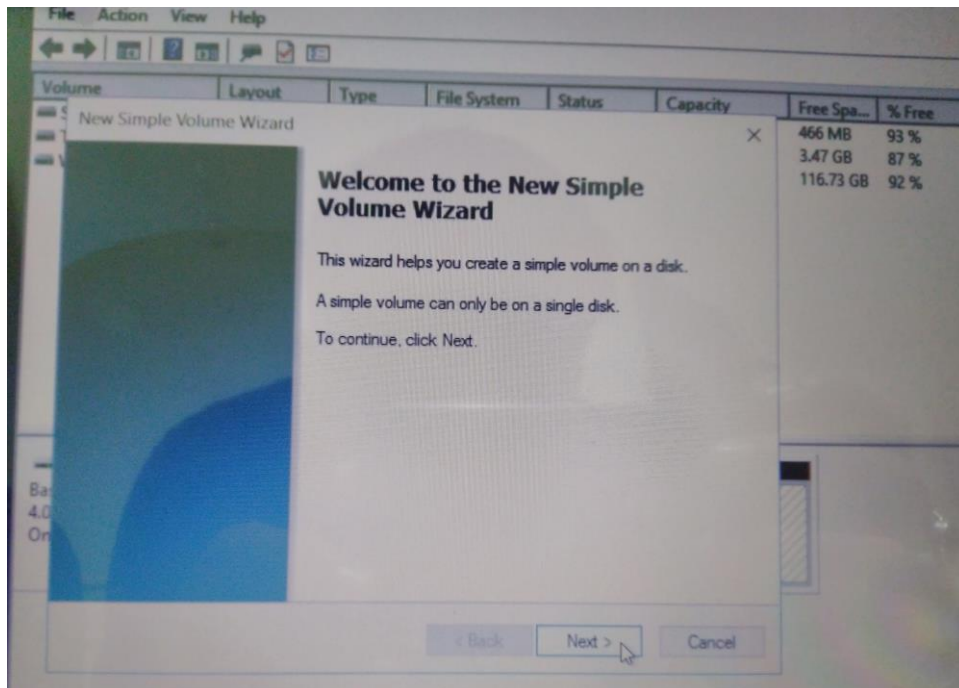 File Action View Help
Volume Layout Type File System Status Capacity Free Spa... % Free
New Simple Volume Wizard
466 MB 93 %
3.47 GB 87 %
116.73 GB 92 %
Welcome to the New Simple
Volume Wizard
This wizard helps you create a simple volume on a disk.
A simple volume can only be on a single disk.
To continue, click Next.
< Back Next > Cancel